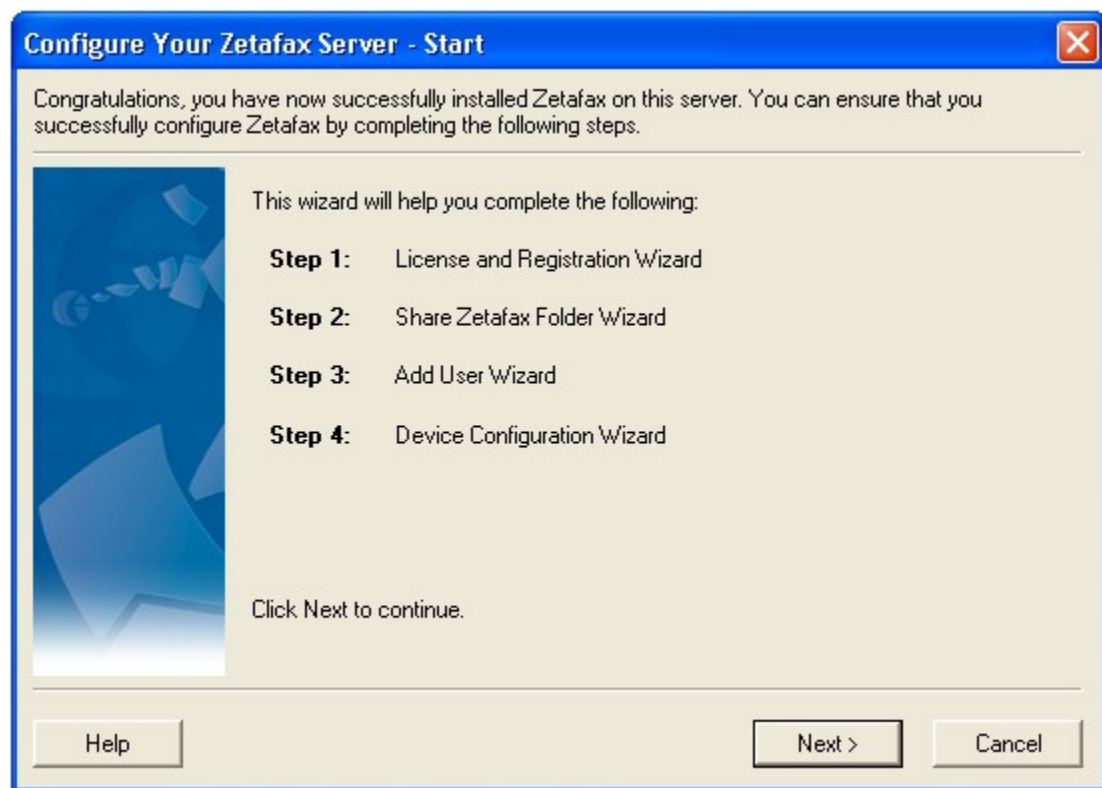 Configure Your Zetafax Server - Start
Congratulations, you have now successfully installed Zetafax on this server. You can ensure that you
successfully configure Zetafax by completing the following steps.
This wizard will help you complete the following:
Step 1: License and Registration Wizard
Step 2: Share Zetafax Folder Wizard
Step 3: Add User Wizard
Step 4: Device Configuration Wizard
Click Next to continue.
Help Next > Cancel